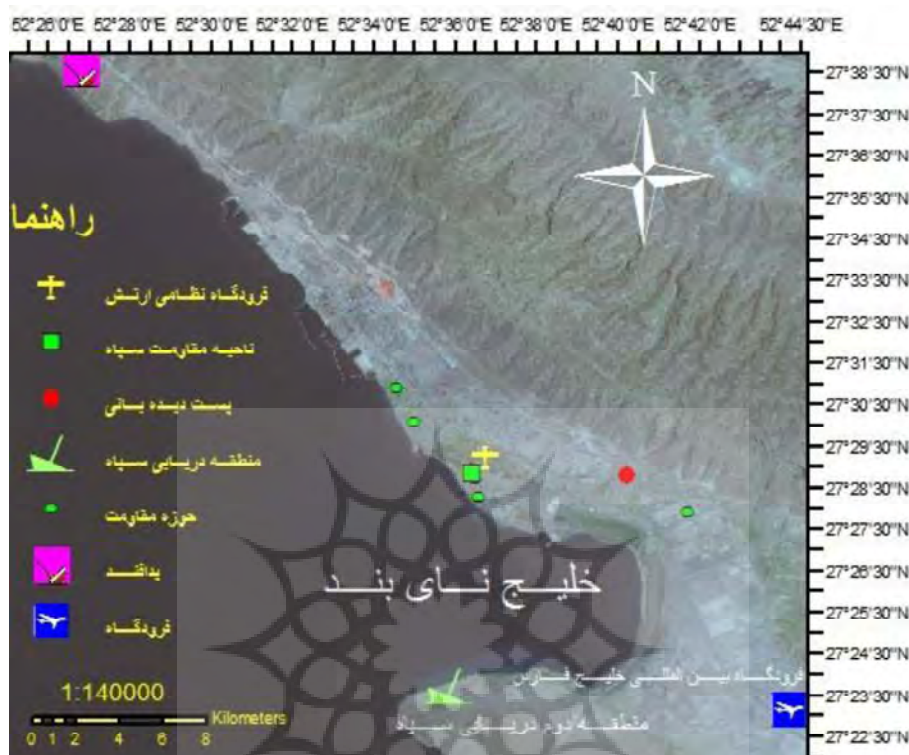 52°26'0"E 52°28'0"E 52°30'0"E 52°32'0"E 52°34'0"E 52°36'0"E 52°38'0"E 52°40'0"E 52°42'0"E 52°44'30"E
N
27°38'30"N
27°37'30"N
27°36'30"N
27°35'30"N
27°34'30"N
27°33'30"N
27°32'30"N
27°31'30"N
27°30'30"N
27°29'30"N
27°28'30"N
27°27'30"N
27°26'30"N
27°25'30"N
27°24'30"N
27°23'30"N
27°22'30"N
راهنما
فرودگاه نظامی ارتش
ناحیه مقاومت سپاه
پست دیده بانی
منطقه دریایی سپاه
حوزه مقاومت
پدافند
فرودگاه
خلیج نای بند
فرودگاه بین المللی خلیج فارس
منطقه دوم دریایی سپاه
1:140000
0 1 2 4 6 8 Kilometers